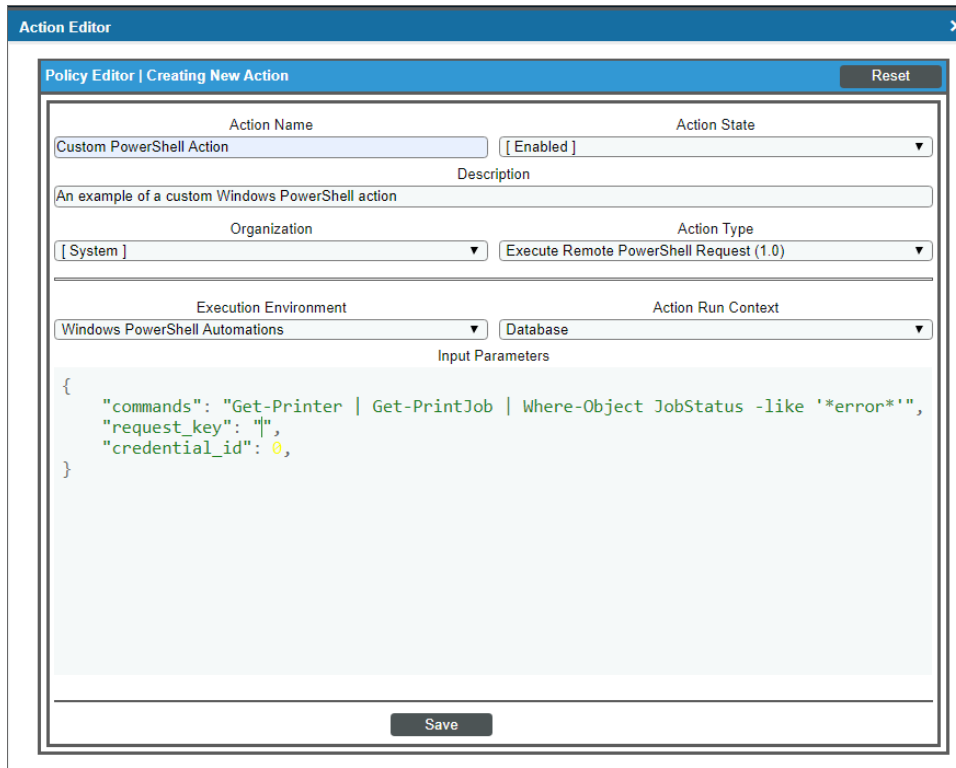 Action Editor
Policy Editor | Creating New Action
Reset
Action Name
Action State
Custom PowerShell Action
[ Enabled ]
Description
An example of a custom Windows PowerShell action
Organization
Action Type
[ System ]
Execute Remote PowerShell Request (1.0)
Execution Environment
Action Run Context
Windows PowerShell Automations
Database
Input Parameters
{
    "commands": "Get-Printer | Get-PrintJob | Where-Object JobStatus -like '*error*'",
    "request_key": "",
    "credential_id": 0,
}
Save